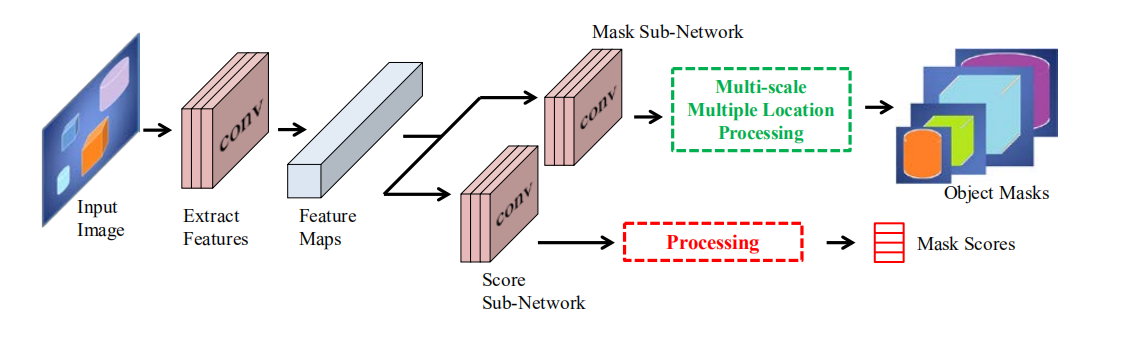 Mask Sub-Network
Multi-scale
Multiple Location
Processing
conv
conv
conv
Input
Image
Extract
Features
Feature
Maps
Object Masks
Processing
Mask Scores
Score
Sub-Network